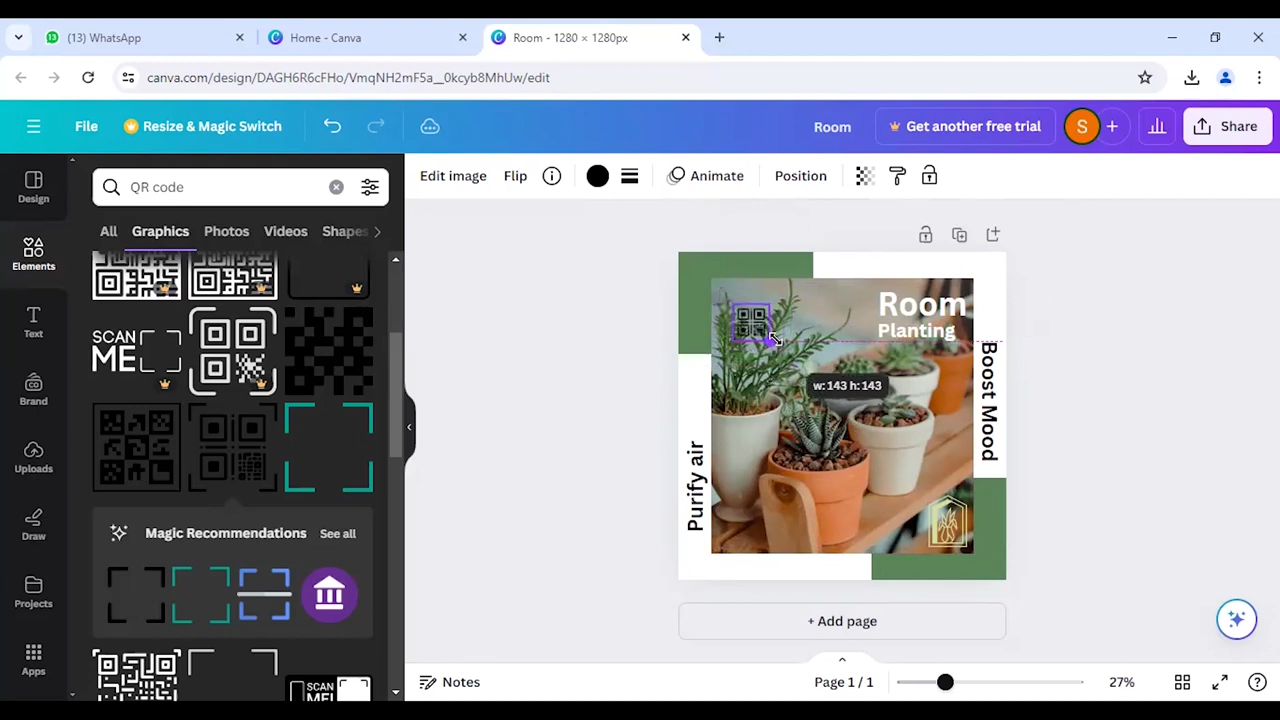 (13) WhatsApp
Home - Canva
Room - 1280 × 1280px
canva.com/design/DAGH6R6cFHo/VmqNH2mF5a__0kcyb8MhUw/edit
File
Resize & Magic Switch
Room
Get another free trial
S
Share
Design
Elements
Text
Brand
Uploads
Draw
Projects
Apps
QR code
All
Graphics
Photos
Videos
Shapes
SCAN
ME
Magic Recommendations
See all
SCAN
ME!
Edit image
Flip
Animate
Position
Room
Planting
Boost Mood
Purify air
w: 143 h: 143
+ Add page
Notes
Page 1 / 1
27%